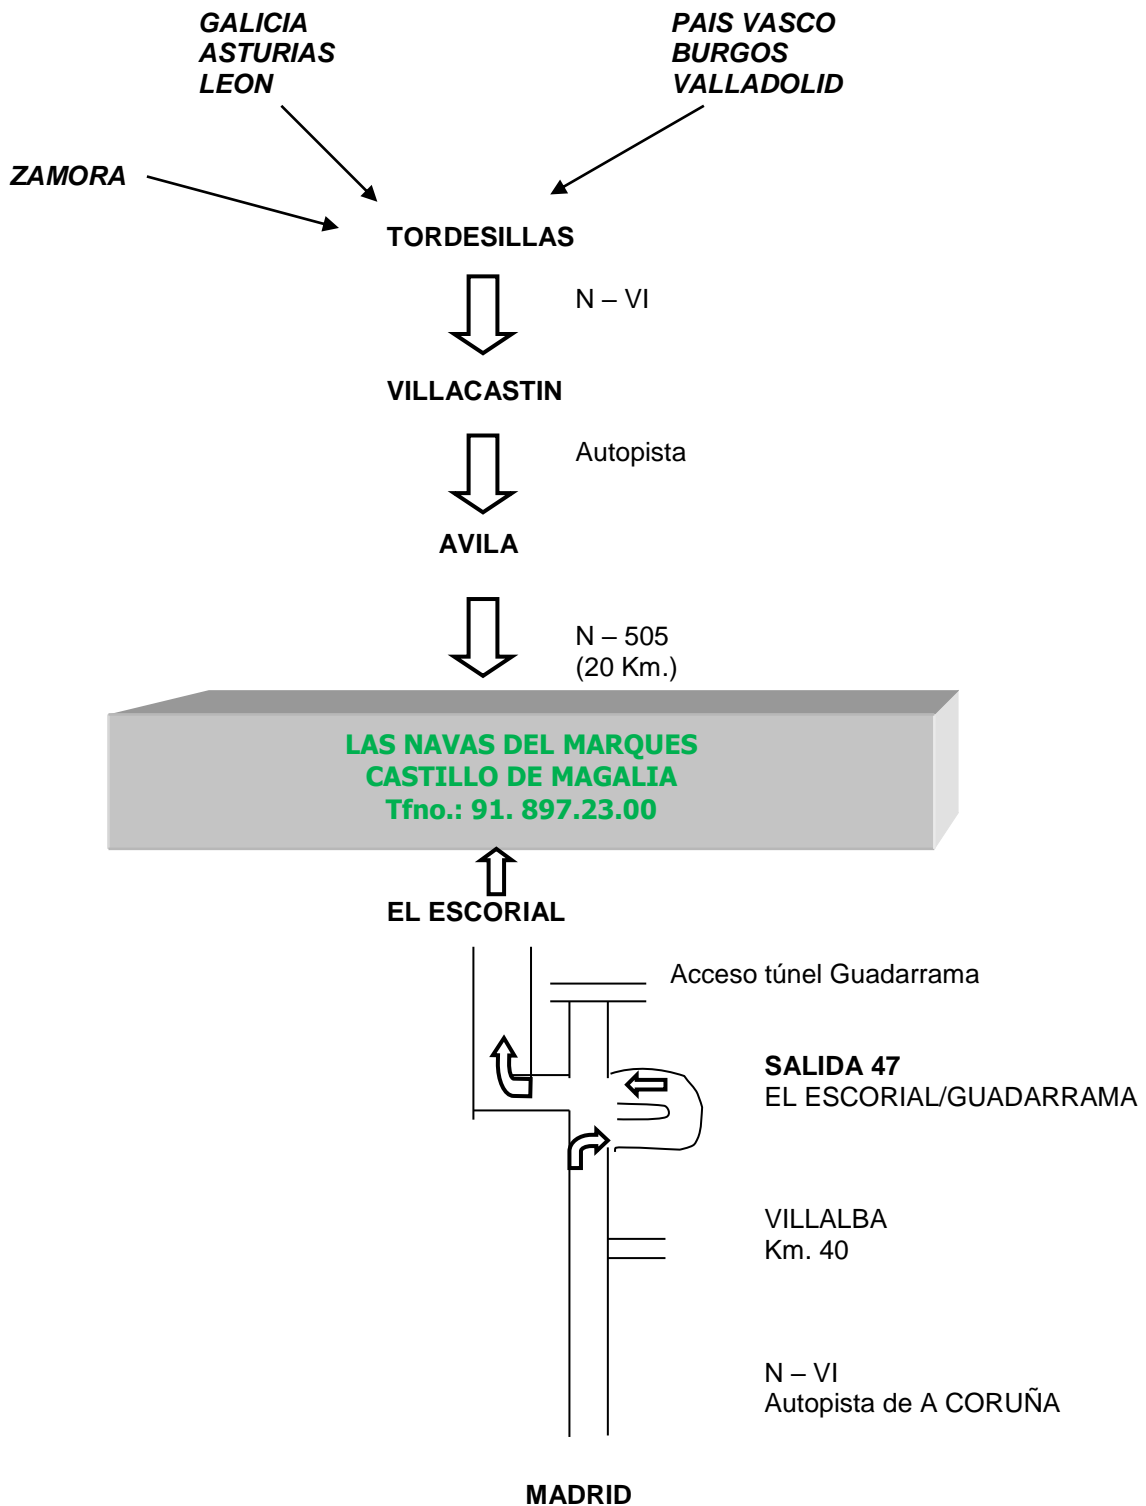 GALICIA
ASTURIAS
LEON
PAIS VASCO
BURGOS
VALLADOLID
ZAMORA
TORDESILLAS
N – VI
VILLACASTIN
Autopista
AVILA
N – 505
(20 Km.)
LAS NAVAS DEL MARQUES
CASTILLO DE MAGALIA
Tfno.: 91. 897.23.00
EL ESCORIAL
Acceso túnel Guadarrama
SALIDA 47
EL ESCORIAL/GUADARRAMA
VILLALBA
Km. 40
N – VI
Autopista de A CORUÑA
MADRID